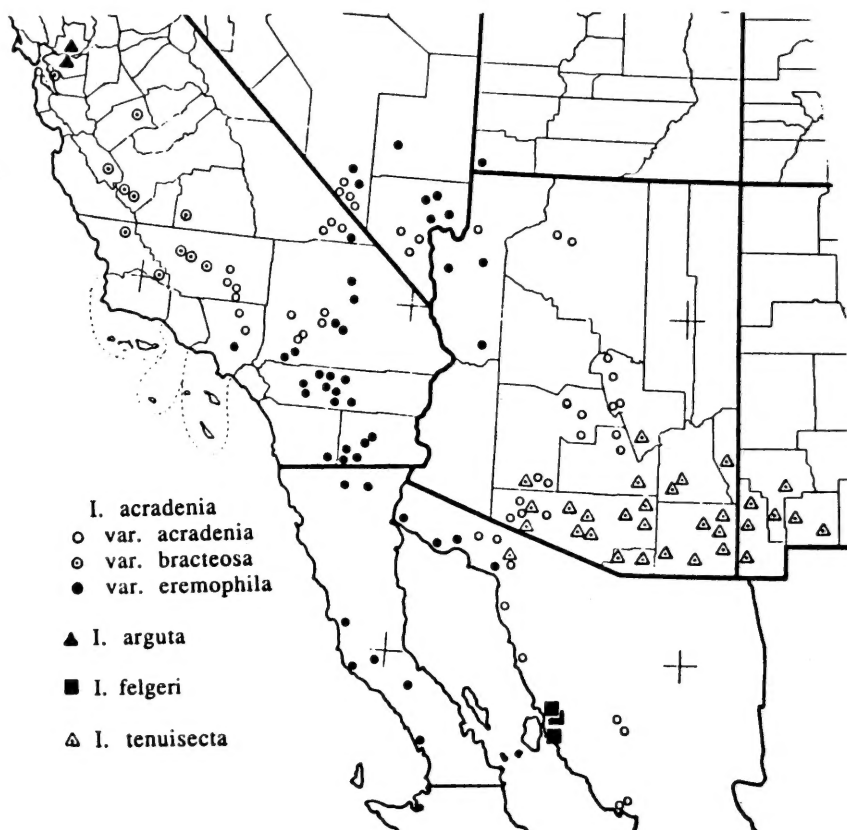 I. acradenia
var. acradenia
var. bracteosa
var. eremophila
I. arguta
I. felgeri
I. tenuisecta